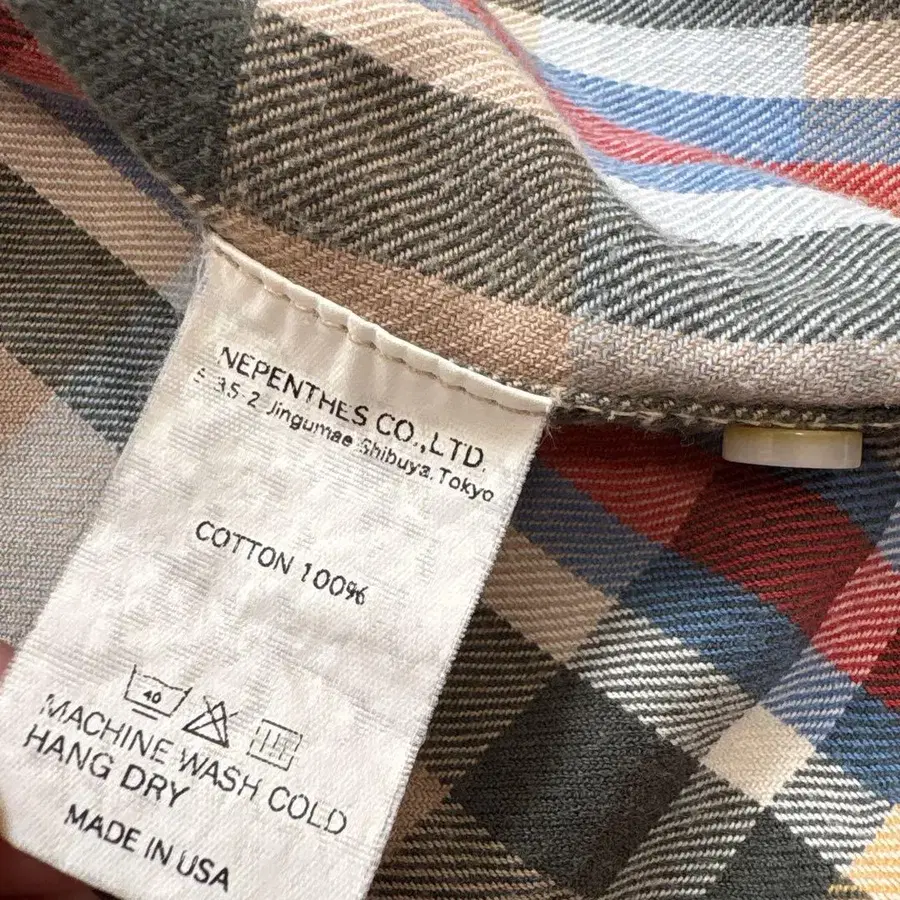 NEPENTHES CO.,LTD.
35-2 Jingumae Shibuya.Tokyo
COTTON 100%
40
MACHINE WASH COLD
HANG DRY
MADE IN USA